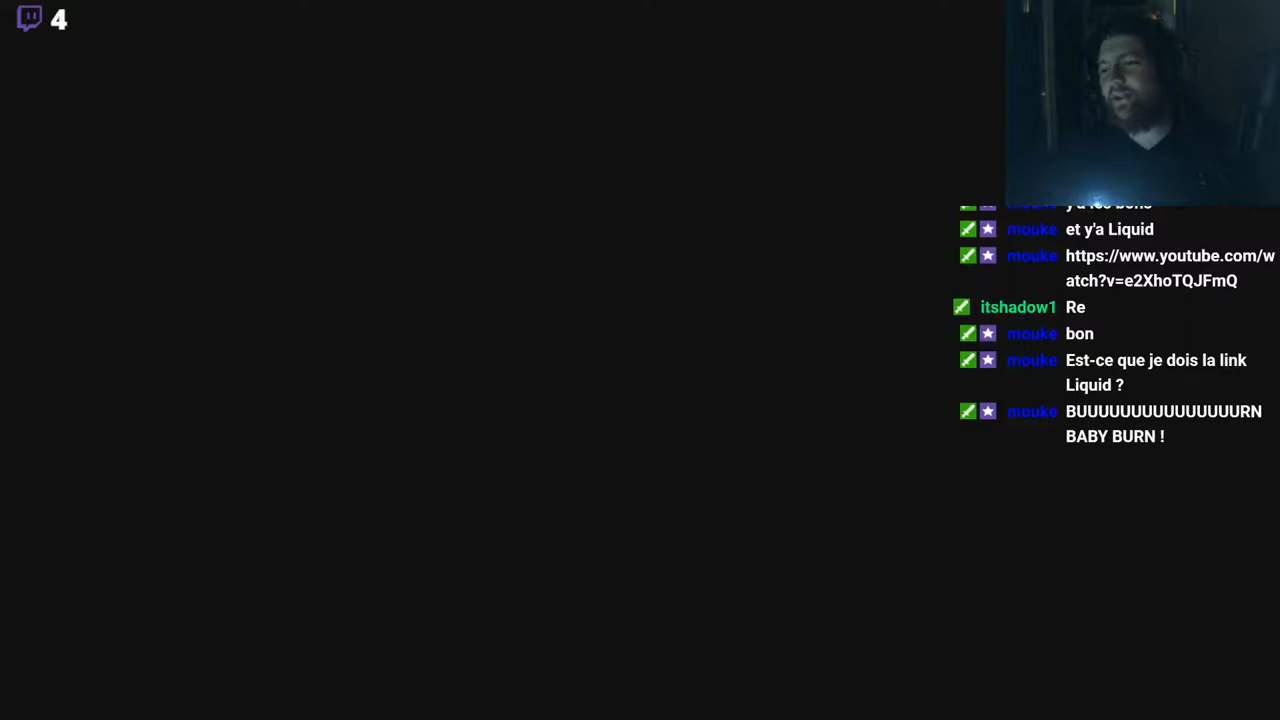 4
et y'a Liquid
mouke
https://www.youtube.com/w
mouke
atch?v=e2XhoTQJFmQ
itshadow1 Re
mouke bon
mouke Est-ce que je dois la link
Liquid ?
mouke BUUUUUUUUUUUUUUURN
BABY BURN !